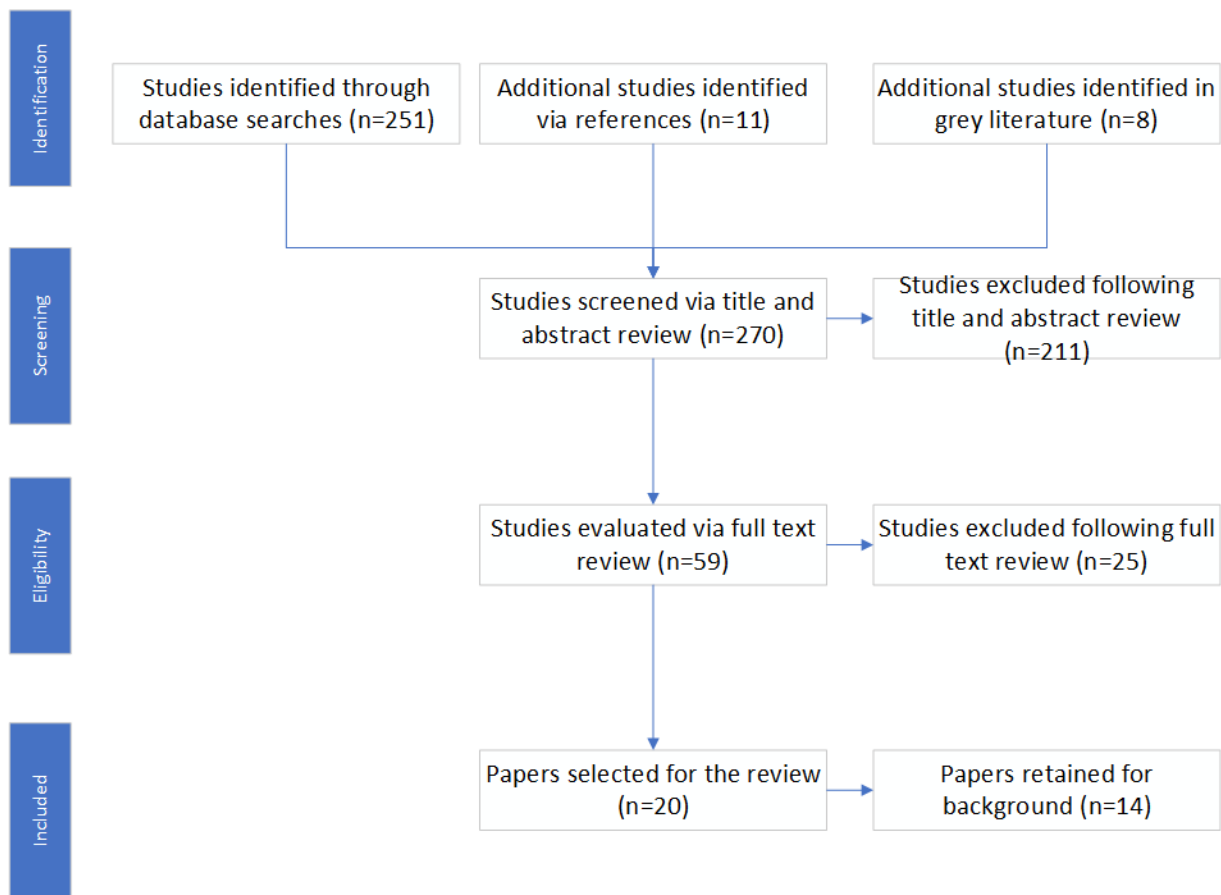 Identification
Studies identified through
database searches (n=251)
Additional studies identified
via references (n=11)
Additional studies identified in
grey literature (n=8)
Screening
Studies screened via title and
abstract review (n=270)
Studies excluded following
title and abstract review
(n=211)
Eligibility
Studies evaluated via full text
review (n=59)
Studies excluded following full
text review (n=25)
Included
Papers selected for the review
(n=20)
Papers retained for
background (n=14)